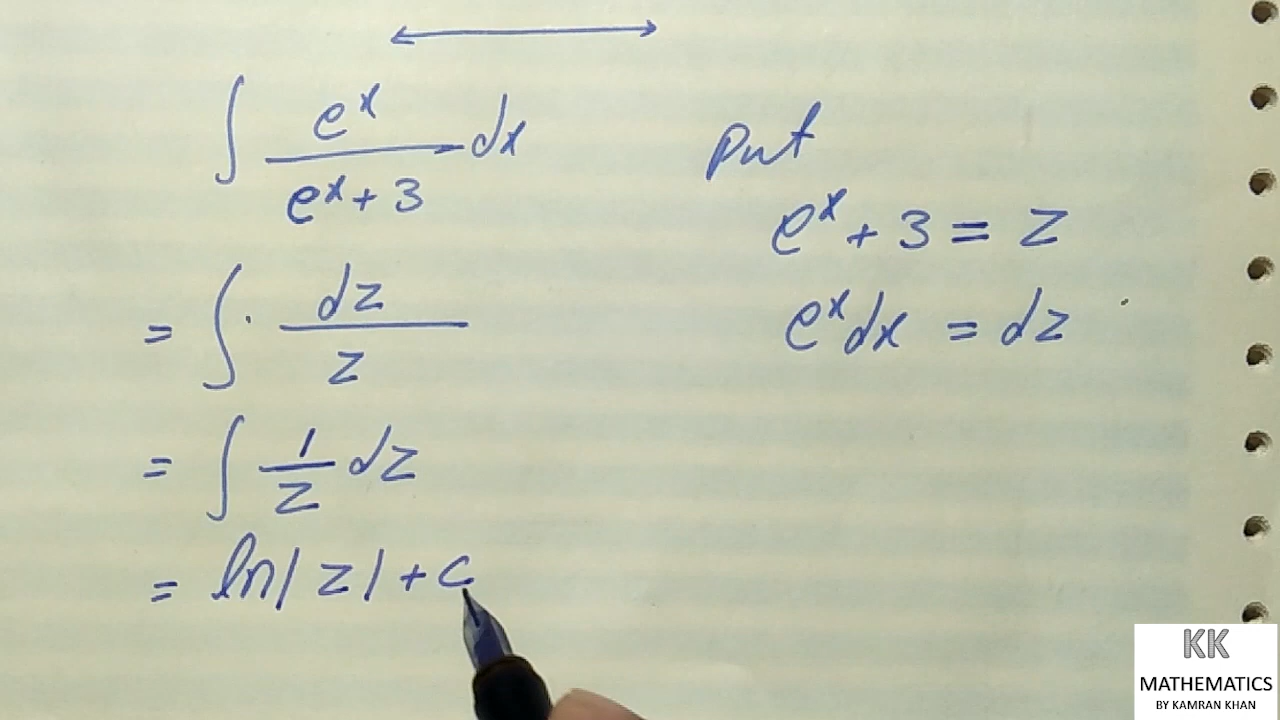 ∫ e^x / (e^x + 3) dx
= ∫ dz / z
= ∫ 1/z dz
= ln|z| + c
put
e^x + 3 = z
e^x dx = dz
KK
MATHEMATICS
BY KAMRAN KHAN